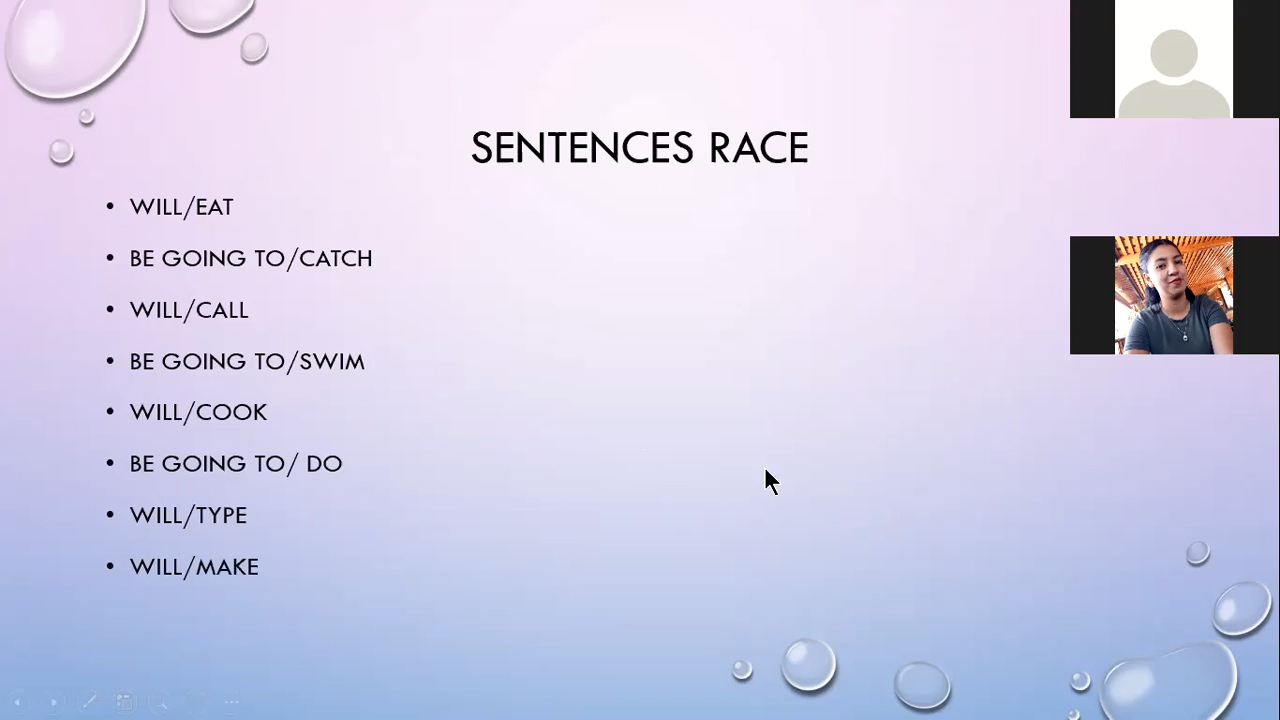 SENTENCES RACE
• WILL/EAT
• BE GOING TO/CATCH
• WILL/CALL
• BE GOING TO/SWIM
• WILL/COOK
• BE GOING TO/ DO
• WILL/TYPE
• WILL/MAKE